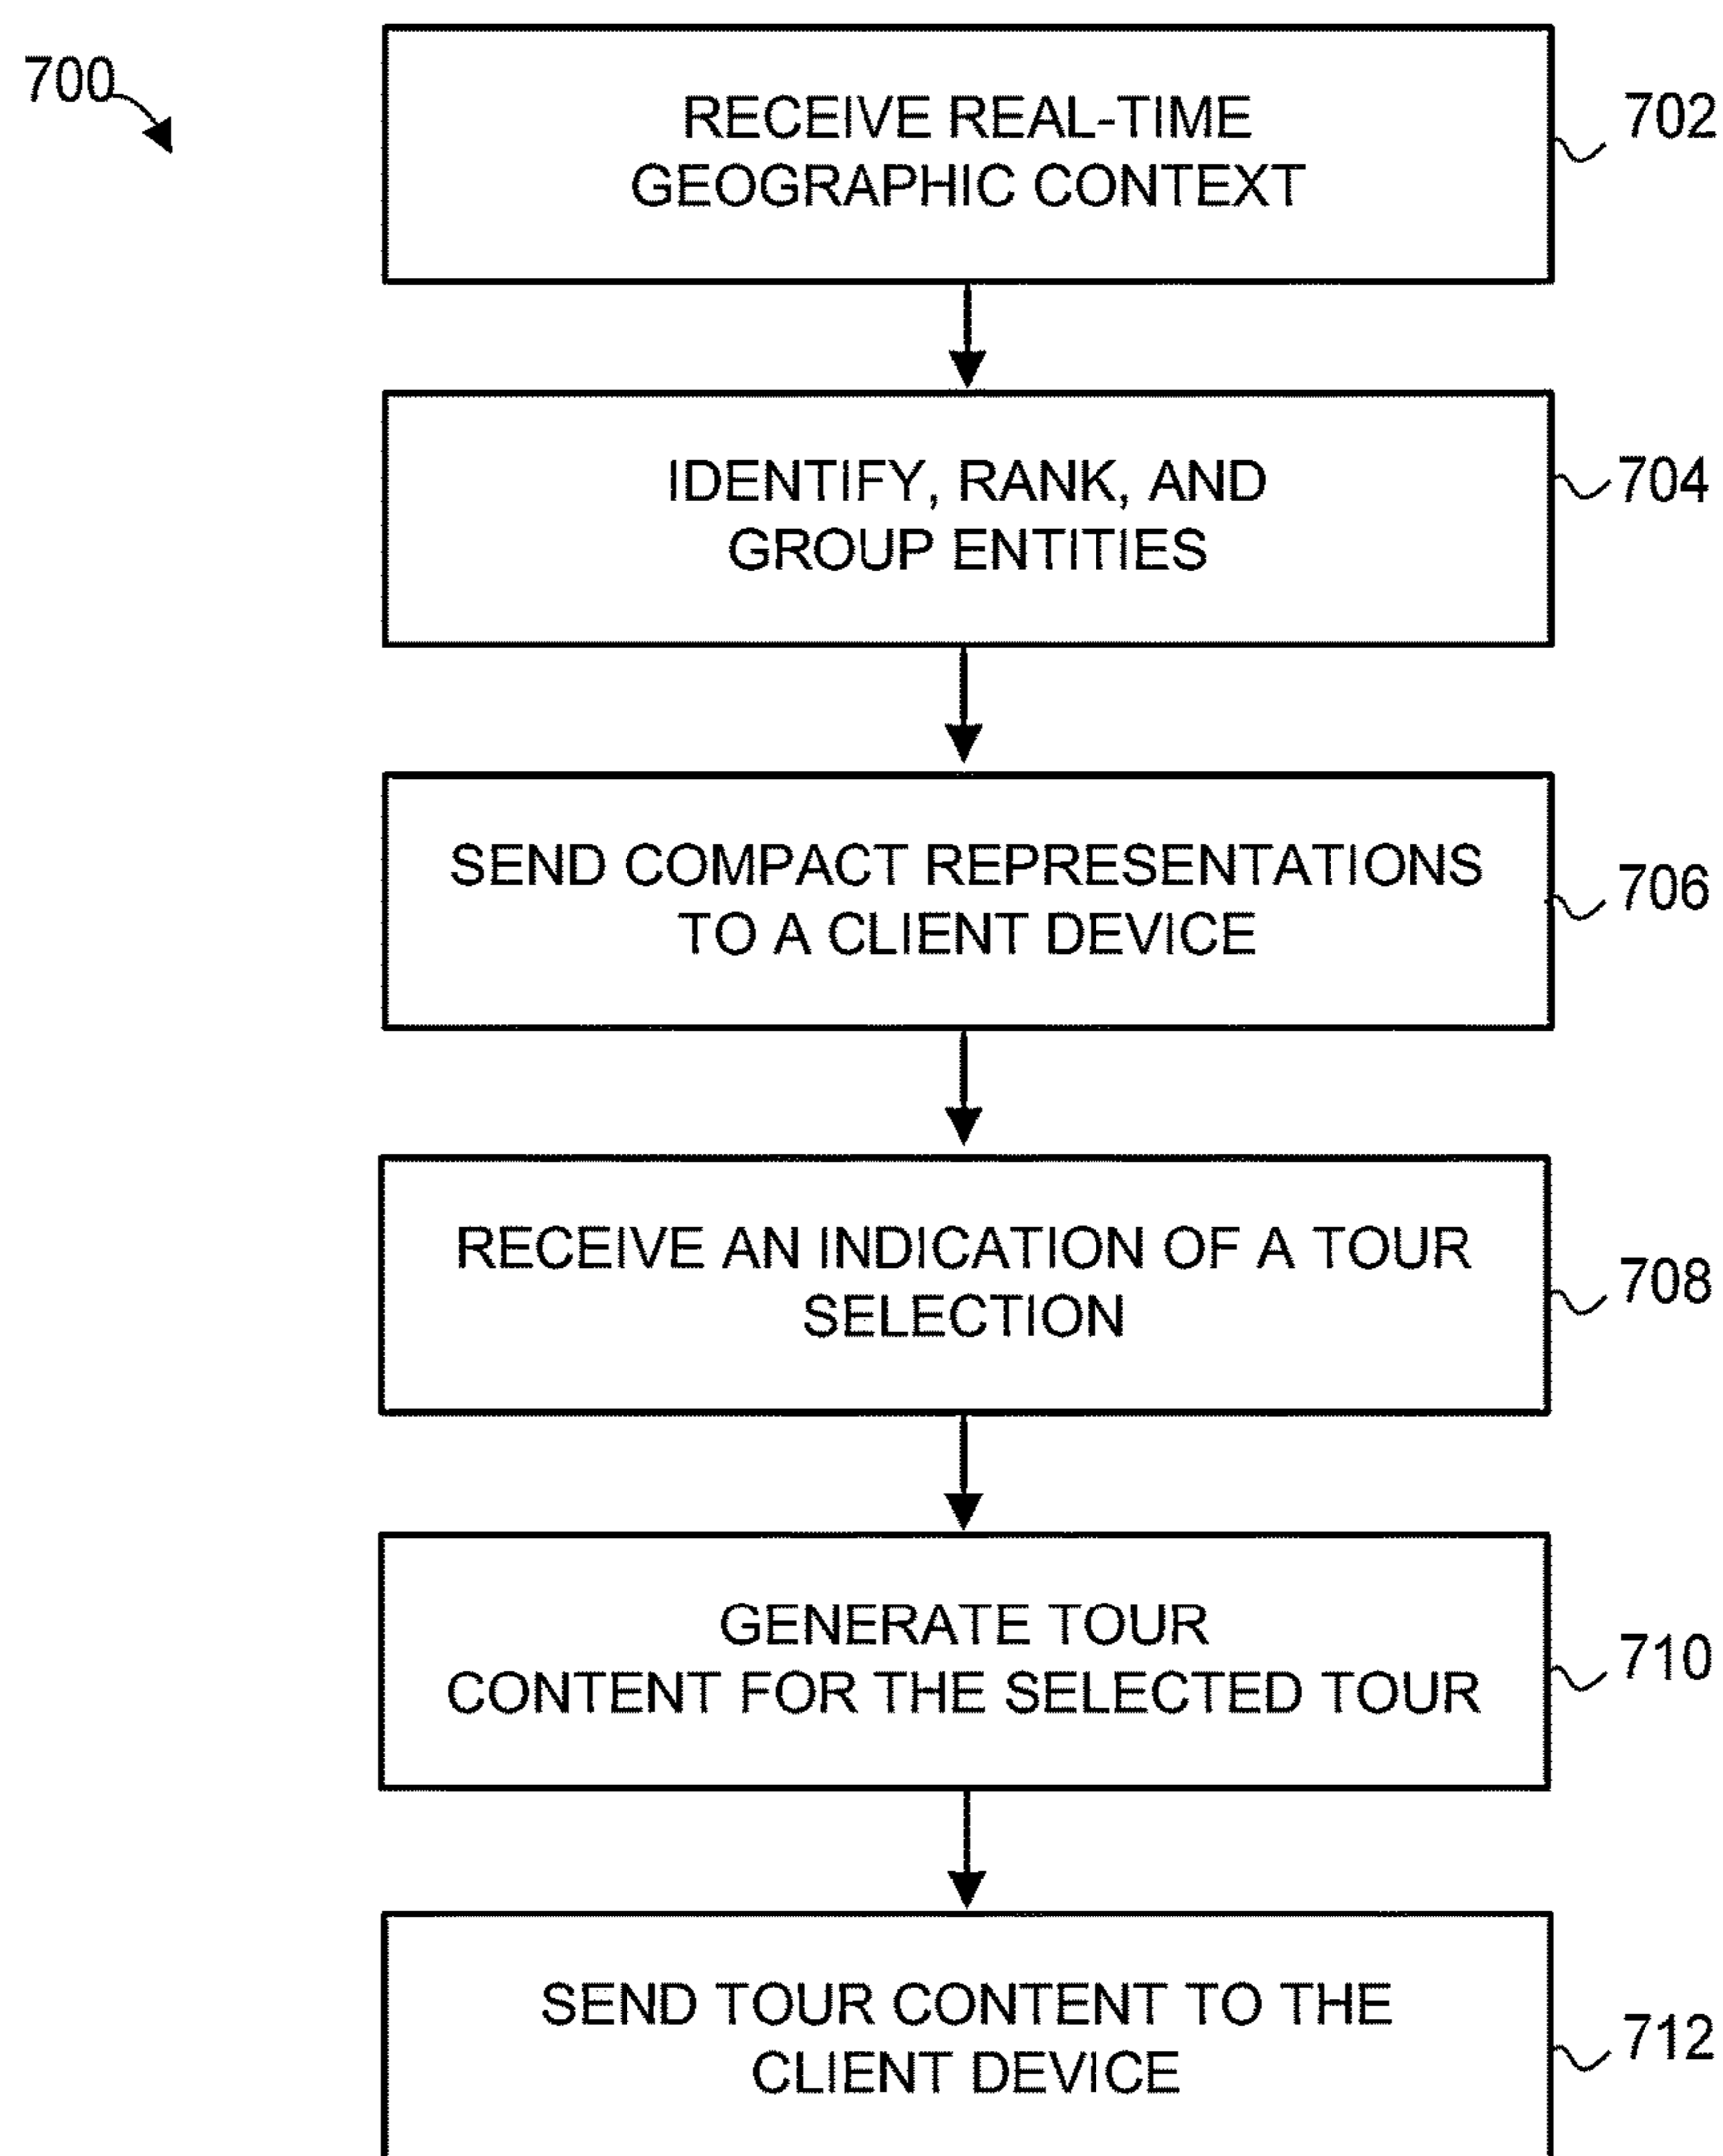 700
RECEIVE REAL-TIME
GEOGRAPHIC CONTEXT
702
IDENTIFY, RANK, AND
GROUP ENTITIES
704
SEND COMPACT REPRESENTATIONS
TO A CLIENT DEVICE
706
RECEIVE AN INDICATION OF A TOUR
SELECTION
708
GENERATE TOUR
CONTENT FOR THE SELECTED TOUR
710
SEND TOUR CONTENT TO THE
CLIENT DEVICE
712